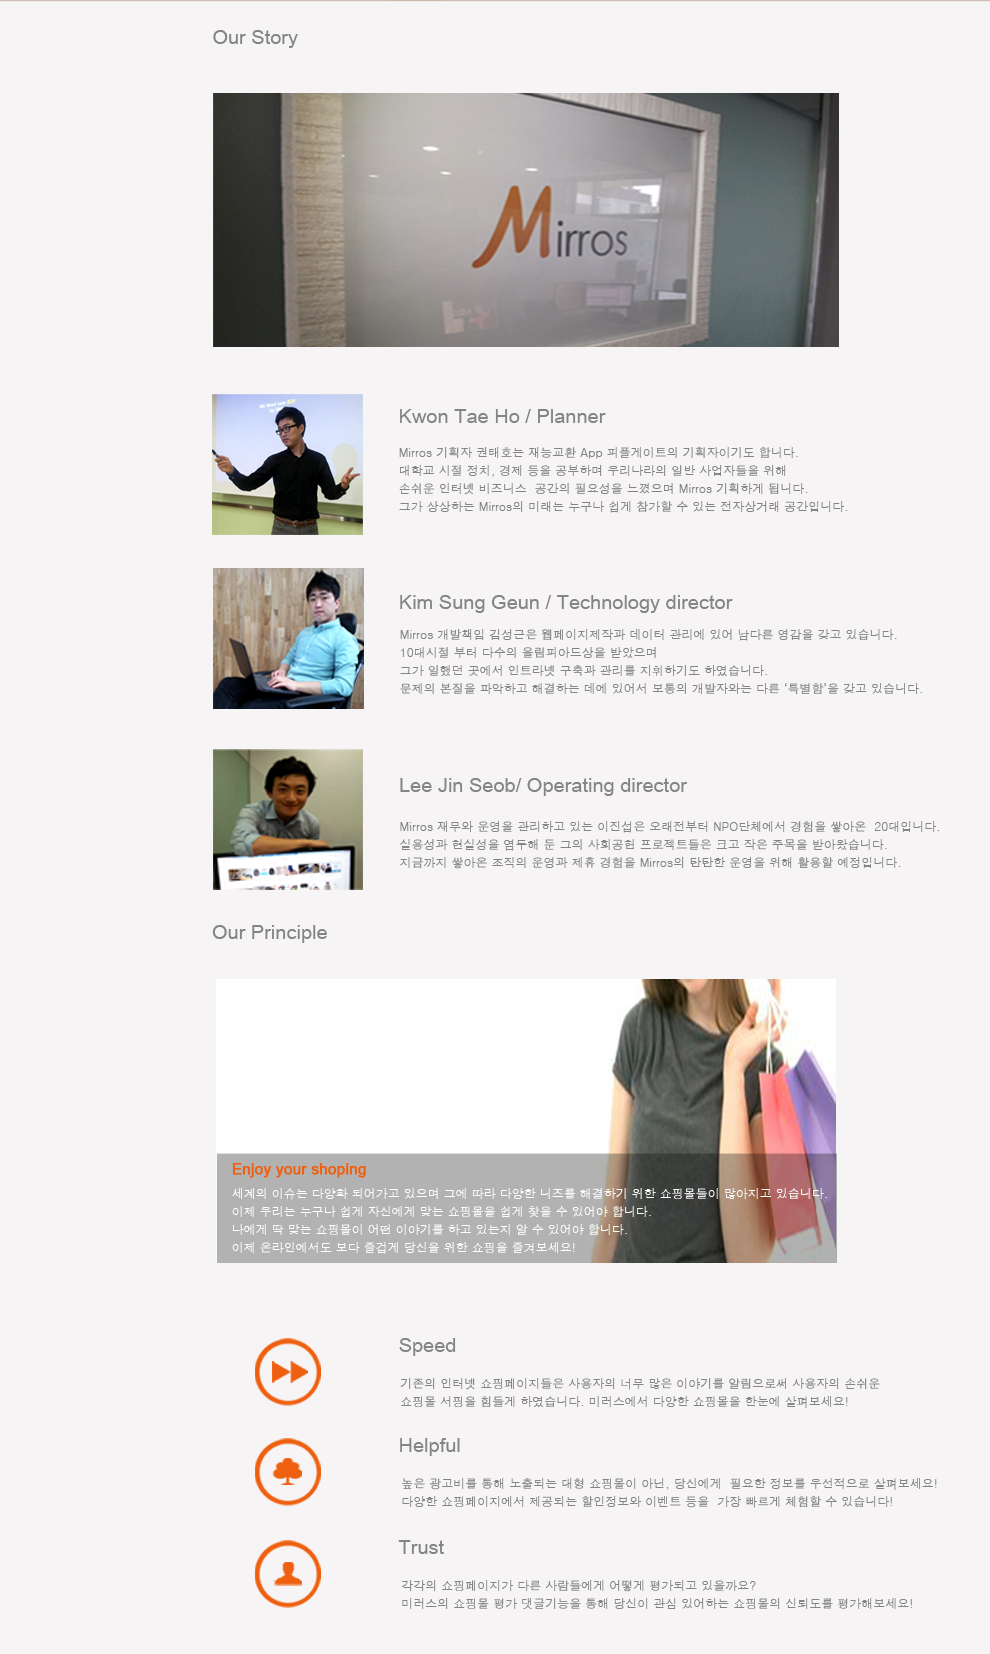 Our Story
Mirros
Kwon Tae Ho / Planner
Mirros 기획자 권태호는 재능교환 App 피플게이트의 기획자이기도 합니다.
대학교 시절 정치, 경제 등을 공부하며 우리나라의 일반 사업자들을 위해
손쉬운 인터넷 비즈니스 공간의 필요성을 느꼈으며 Mirros 기획하게 됩니다.
그가 상상하는 Mirros의 미래는 누구나 쉽게 참가할 수 있는 전자상거래 공간입니다.
Kim Sung Geun / Technology director
Mirros 개발책임 김성근은 웹페이지제작과 데이터 관리에 있어 남다른 영감을 갖고 있습니다.
10대시절 부터 다수의 올림피아드상을 받았으며
그가 일했던 곳에서 인트라넷 구축과 관리를 지휘하기도 하였습니다.
문제의 본질을 파악하고 해결하는 데에 있어서 보통의 개발자와는 다른 ‘특별함’을 갖고 있습니다.
Lee Jin Seob/ Operating director
Mirros 재무와 운영을 관리하고 있는 이진섭은 오래전부터 NPO단체에서 경험을 쌓아온 20대입니다.
실용성과 현실성을 염두해 둔 그의 사회공헌 프로젝트들은 크고 작은 주목을 받아왔습니다.
지금까지 쌓아온 조직의 운영과 제휴 경험을 Mirros의 탄탄한 운영을 위해 활용할 예정입니다.
Our Principle
Enjoy your shoping
세계의 이슈는 다양화 되어가고 있으며 그에 따라 다양한 니즈를 해결하기 위한 쇼핑몰들이 많아지고 있습니다.
이제 우리는 누구나 쉽게 자신에게 맞는 쇼핑몰을 쉽게 찾을 수 있어야 합니다.
나에게 딱 맞는 쇼핑몰이 어떤 이야기를 하고 있는지 알 수 있어야 합니다.
이제 온라인에서도 보다 즐겁게 당신을 위한 쇼핑을 즐겨보세요!
Speed
기존의 인터넷 쇼핑페이지들은 사용자의 너무 많은 이야기를 알림으로써 사용자의 손쉬운
쇼핑몰 서핑을 힘들게 하였습니다. 미러스에서 다양한 쇼핑몰을 한눈에 살펴보세요!
Helpful
높은 광고비를 통해 노출되는 대형 쇼핑몰이 아닌, 당신에게 필요한 정보를 우선적으로 살펴보세요!
다양한 쇼핑페이지에서 제공되는 할인정보와 이벤트 등을 가장 빠르게 체험할 수 있습니다!
Trust
각각의 쇼핑페이지가 다른 사람들에게 어떻게 평가되고 있을까요?
미러스의 쇼핑몰 평가 댓글기능을 통해 당신이 관심 있어하는 쇼핑몰의 신뢰도를 평가해보세요!